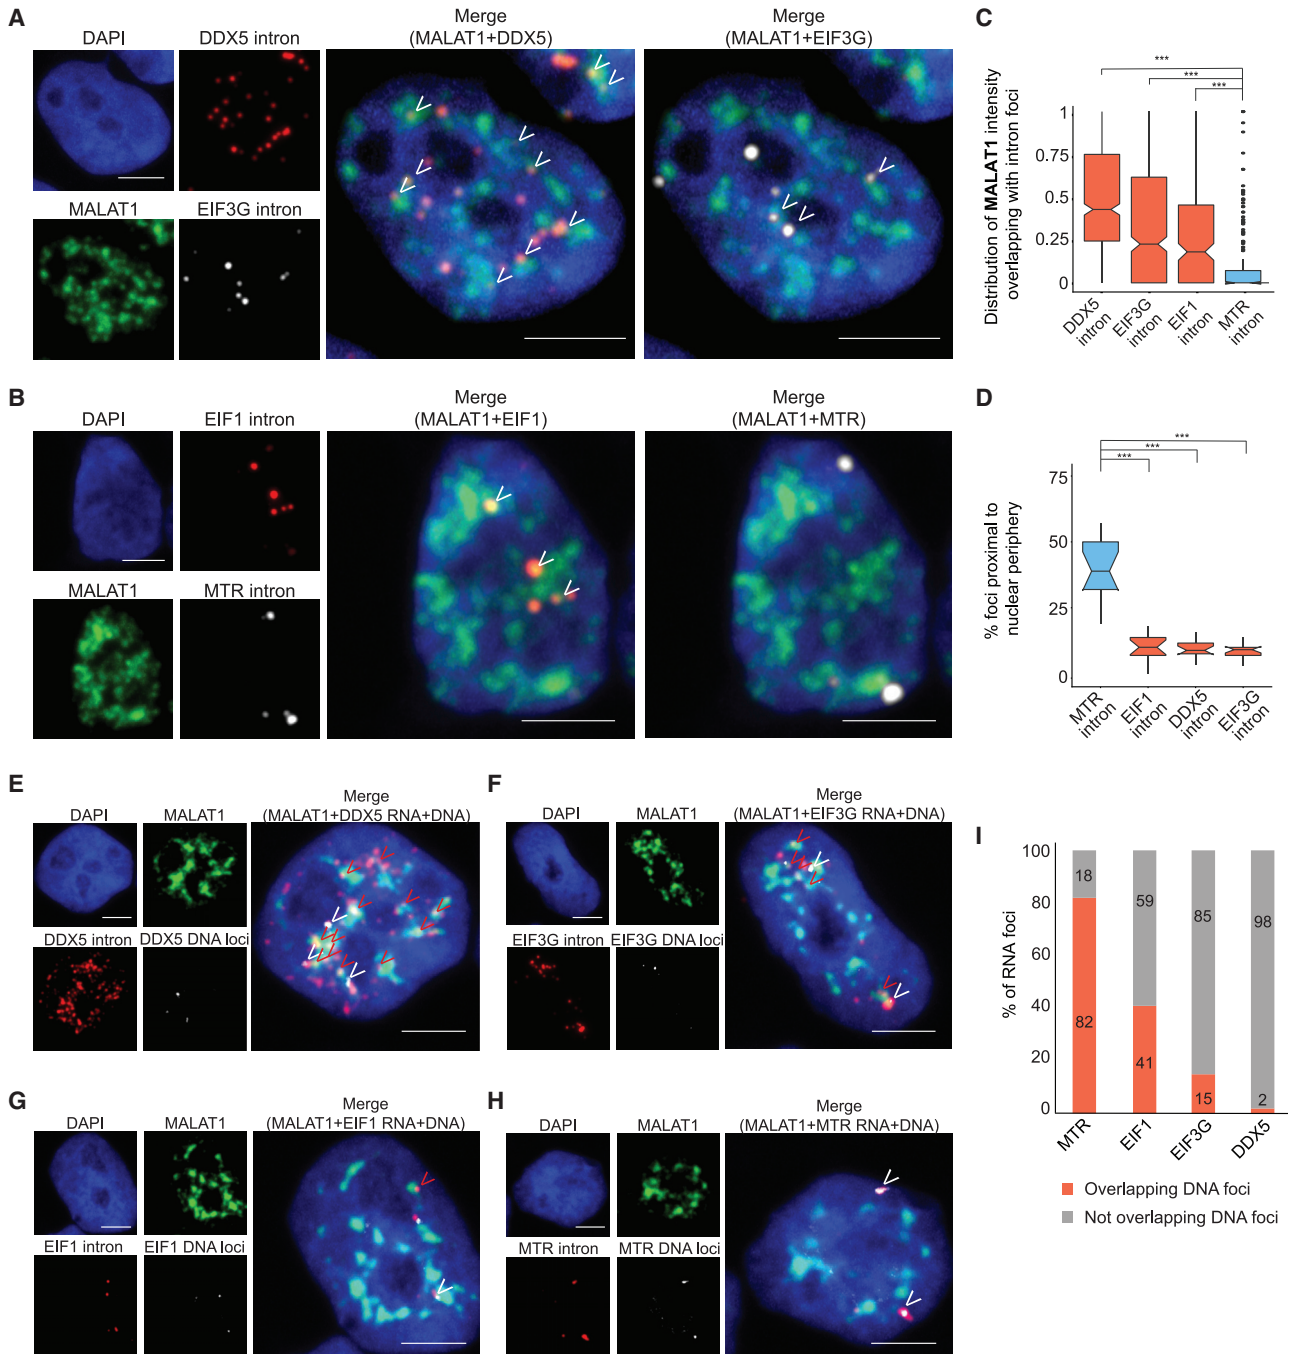 A
DAPI
DDX5 intron
Merge
(MALAT1+DDX5)
Merge
(MALAT1+EIF3G)
MALAT1
EIF3G intron
B
DAPI
EIF1 intron
Merge
(MALAT1+EIF1)
Merge
(MALAT1+MTR)
MALAT1
MTR intron
C
Distribution of MALAT1 intensity
overlapping with intron foci
***
***
***
1
0.75
0.5
0.25
0
DDX5
intron
EIF3G
intron
EIF1
intron
MTR
intron
D
% foci proximal to
nuclear periphery
***
***
***
75
50
25
0
MTR
intron
EIF1
intron
DDX5
intron
EIF3G
intron
E
DAPI
MALAT1
Merge
(MALAT1+DDX5 RNA+DNA)
DDX5 intron
DDX5 DNA loci
F
DAPI
MALAT1
Merge
(MALAT1+EIF3G RNA+DNA)
EIF3G intron
EIF3G DNA loci
G
DAPI
MALAT1
Merge
(MALAT1+EIF1 RNA+DNA)
EIF1 intron
EIF1 DNA loci
H
DAPI
MALAT1
Merge
(MALAT1+MTR RNA+DNA)
MTR intron
MTR DNA loci
I
% of RNA foci
100
80
60
40
20
0
18
82
59
41
85
15
98
2
MTR
EIF1
EIF3G
DDX5
Overlapping DNA foci
Not overlapping DNA foci